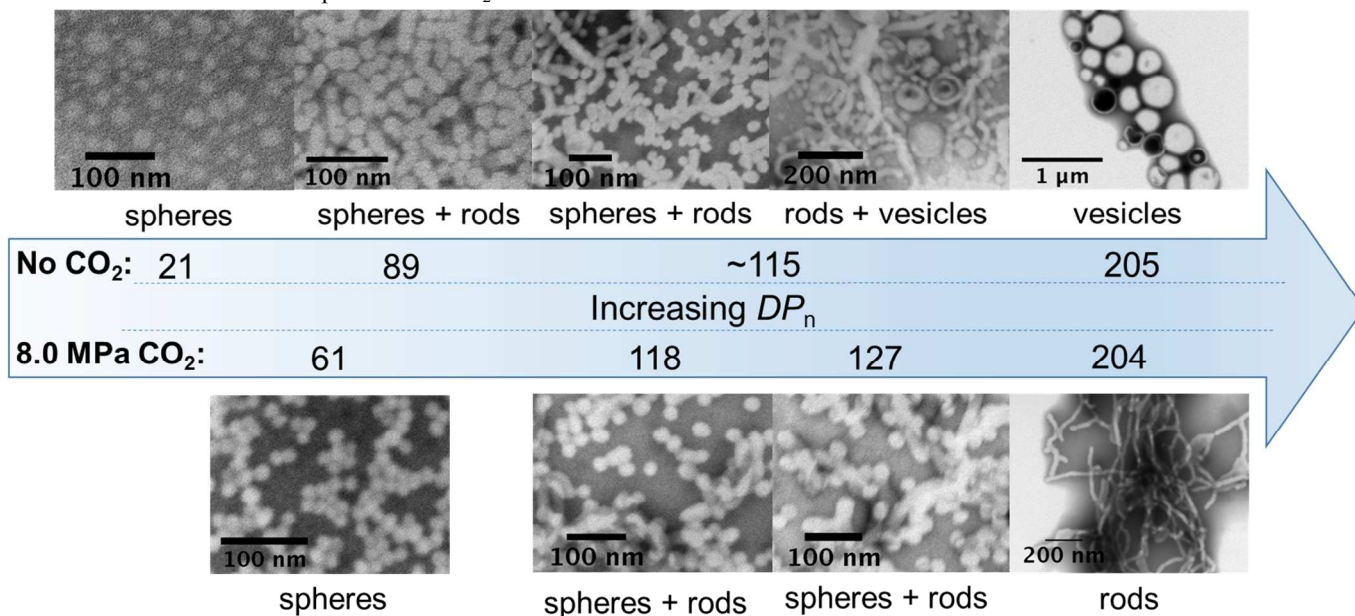 100 nm
100 nm
100 nm
200 nm
1 μm
spheres
spheres + rods
spheres + rods
rods + vesicles
vesicles
No CO₂: 21 89 ~115 205
Increasing DPₙ
8.0 MPa CO₂: 61 118 127 204
100 nm
100 nm
100 nm
200 nm
spheres
spheres + rods
spheres + rods
rods